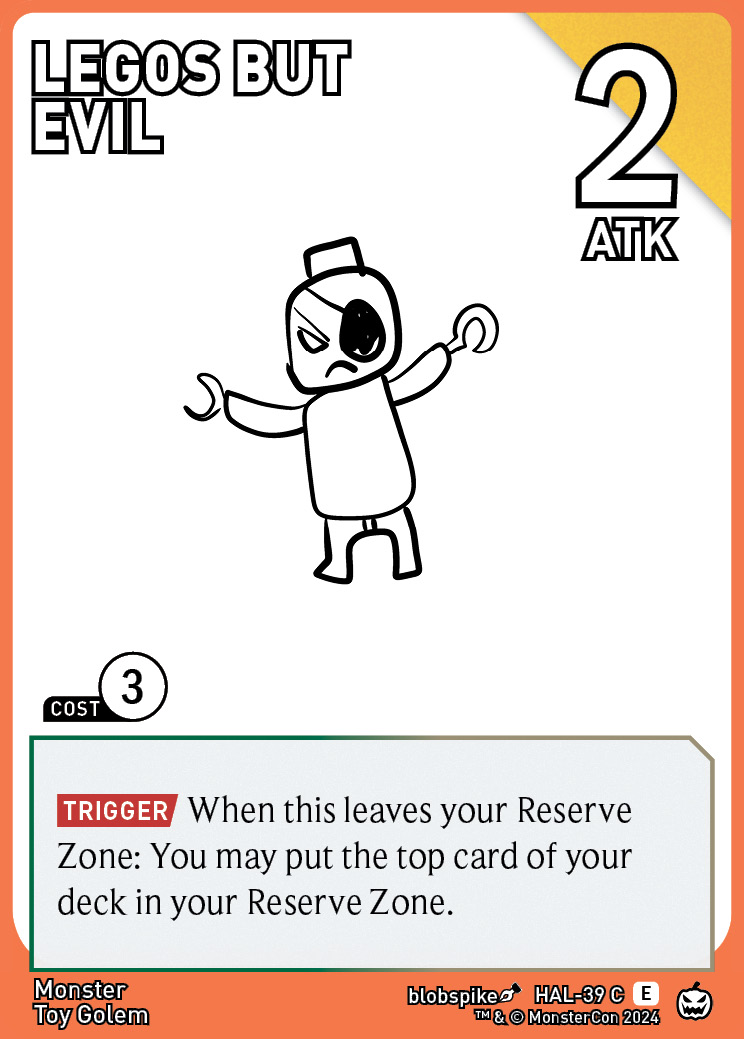 LEGOS BUT
EVIL
2
ATK
COST 3
TRIGGER When this leaves your Reserve
Zone: You may put the top card of your
deck in your Reserve Zone.
Monster
Toy Golem
blobspike HAL-39 C E
™ & © MonsterCon 2024